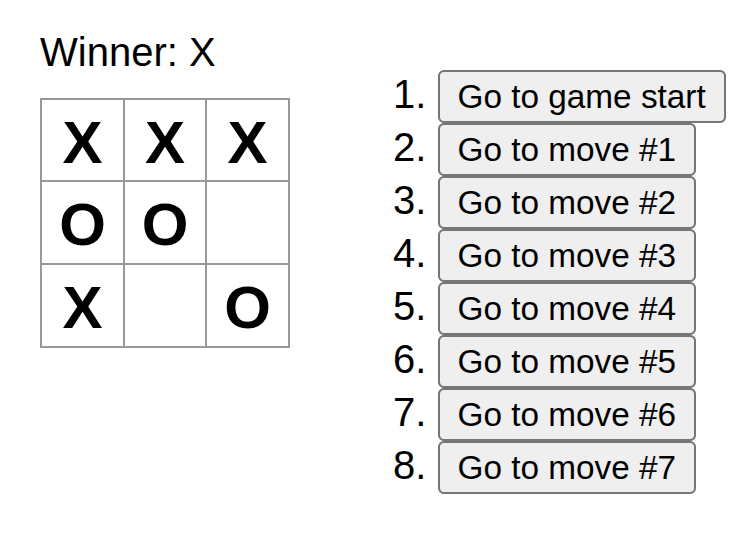 Winner: X
X X X
O O
X O
1. Go to game start
2. Go to move #1
3. Go to move #2
4. Go to move #3
5. Go to move #4
6. Go to move #5
7. Go to move #6
8. Go to move #7